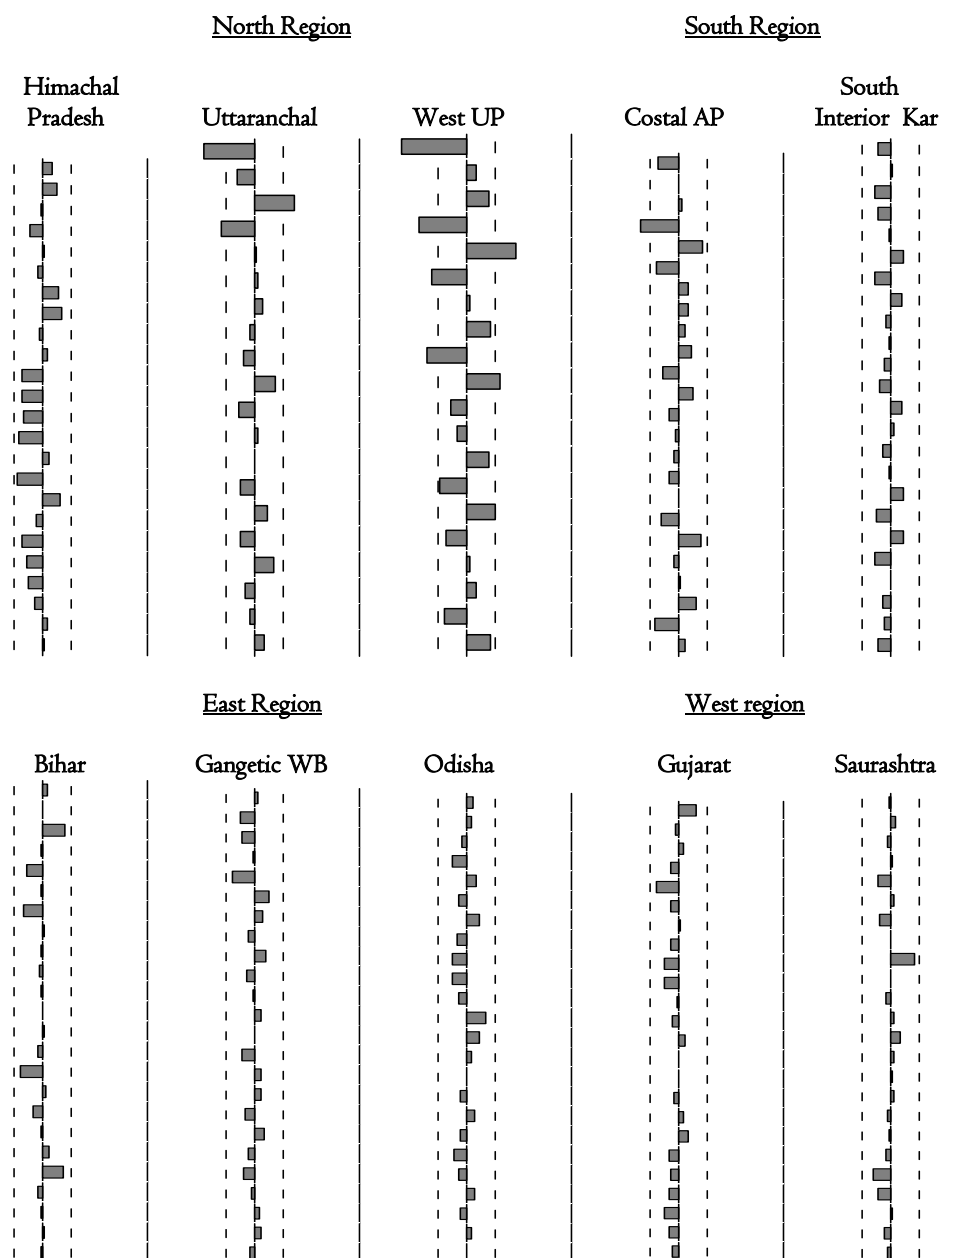 North Region
South Region
Himachal
Pradesh
Uttaranchal
West UP
Costal AP
South
Interior Kar
East Region
West region
Bihar
Gangetic WB
Odisha
Gujarat
Saurashtra